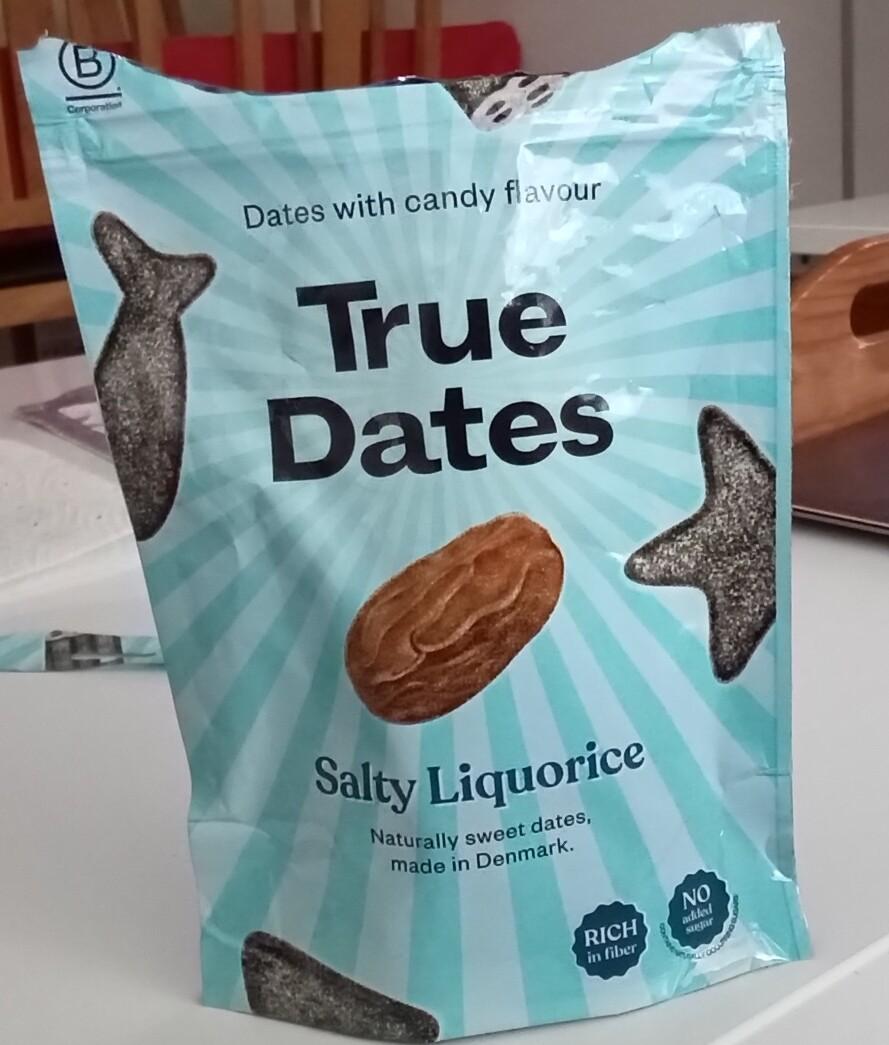 B
Corporation
Dates with candy flavour
True
Dates
Salty Liquorice
Naturally sweet dates,
made in Denmark.
RICH
in fiber
NO
added
sugar